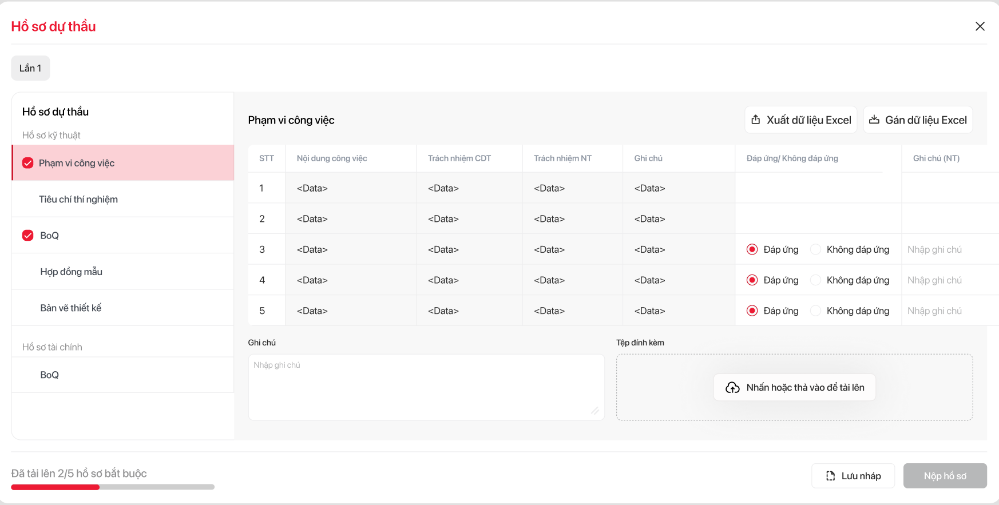 Hồ sơ dự thầu
Lần 1
Hồ sơ dự thầu
Hồ sơ kỹ thuật
Phạm vi công việc
Tiêu chí thí nghiệm
BoQ
Hợp đồng mẫu
Bản vẽ thiết kế
Hồ sơ tài chính
BoQ
Phạm vi công việc
Xuất dữ liệu Excel
Gán dữ liệu Excel
STT Nội dung công việc Trách nhiệm CDT Trách nhiệm NT Ghi chú Đáp ứng/ Không đáp ứng Ghi chú (NT)
1 <Data> <Data> <Data> <Data>
2 <Data> <Data> <Data> <Data>
3 <Data> <Data> <Data> <Data> Đáp ứng Không đáp ứng Nhập ghi chú
4 <Data> <Data> <Data> <Data> Đáp ứng Không đáp ứng Nhập ghi chú
5 <Data> <Data> <Data> <Data> Đáp ứng Không đáp ứng Nhập ghi chú
Ghi chú
Nhập ghi chú
Tệp đính kèm
Nhấn hoặc thả vào để tải lên
Đã tải lên 2/5 hồ sơ bắt buộc
Lưu nháp
Nộp hồ sơ